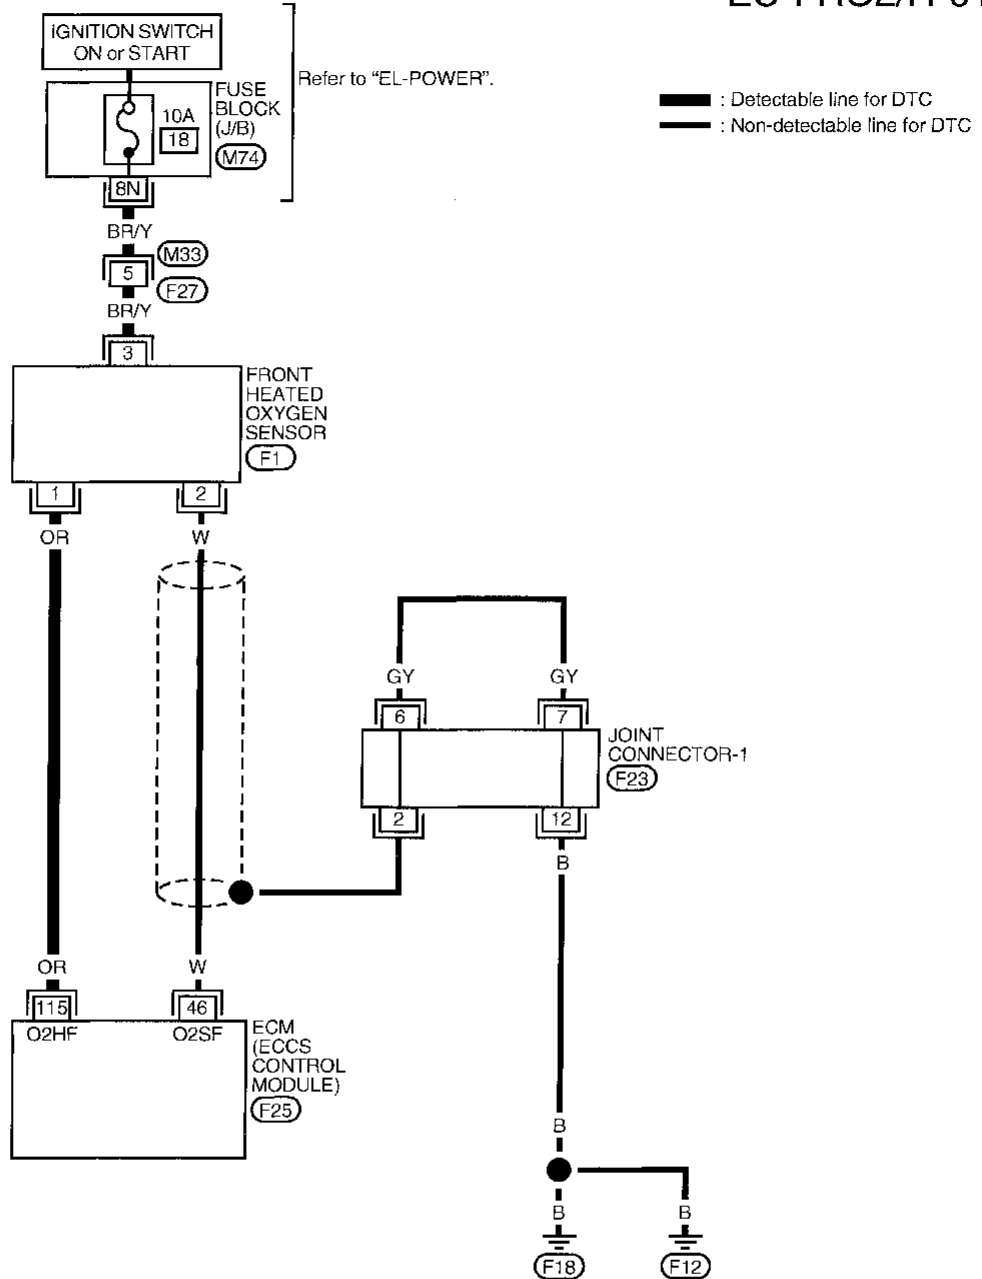 IGNITION SWITCH
ON or START
Refer to "EL-POWER".
FUSE
BLOCK
(J/B)
10A
18
M74
8N
: Detectable line for DTC
: Non-detectable line for DTC
BR/Y
M33
5
F27
BR/Y
3
FRONT
HEATED
OXYGEN
SENSOR
F1
1
2
OR
W
GY
GY
6
7
JOINT
CONNECTOR-1
F23
2
12
B
OR
W
115
46
O2HF
O2SF
ECM
(ECCS
CONTROL
MODULE)
F25
B
B
B
F18
F12